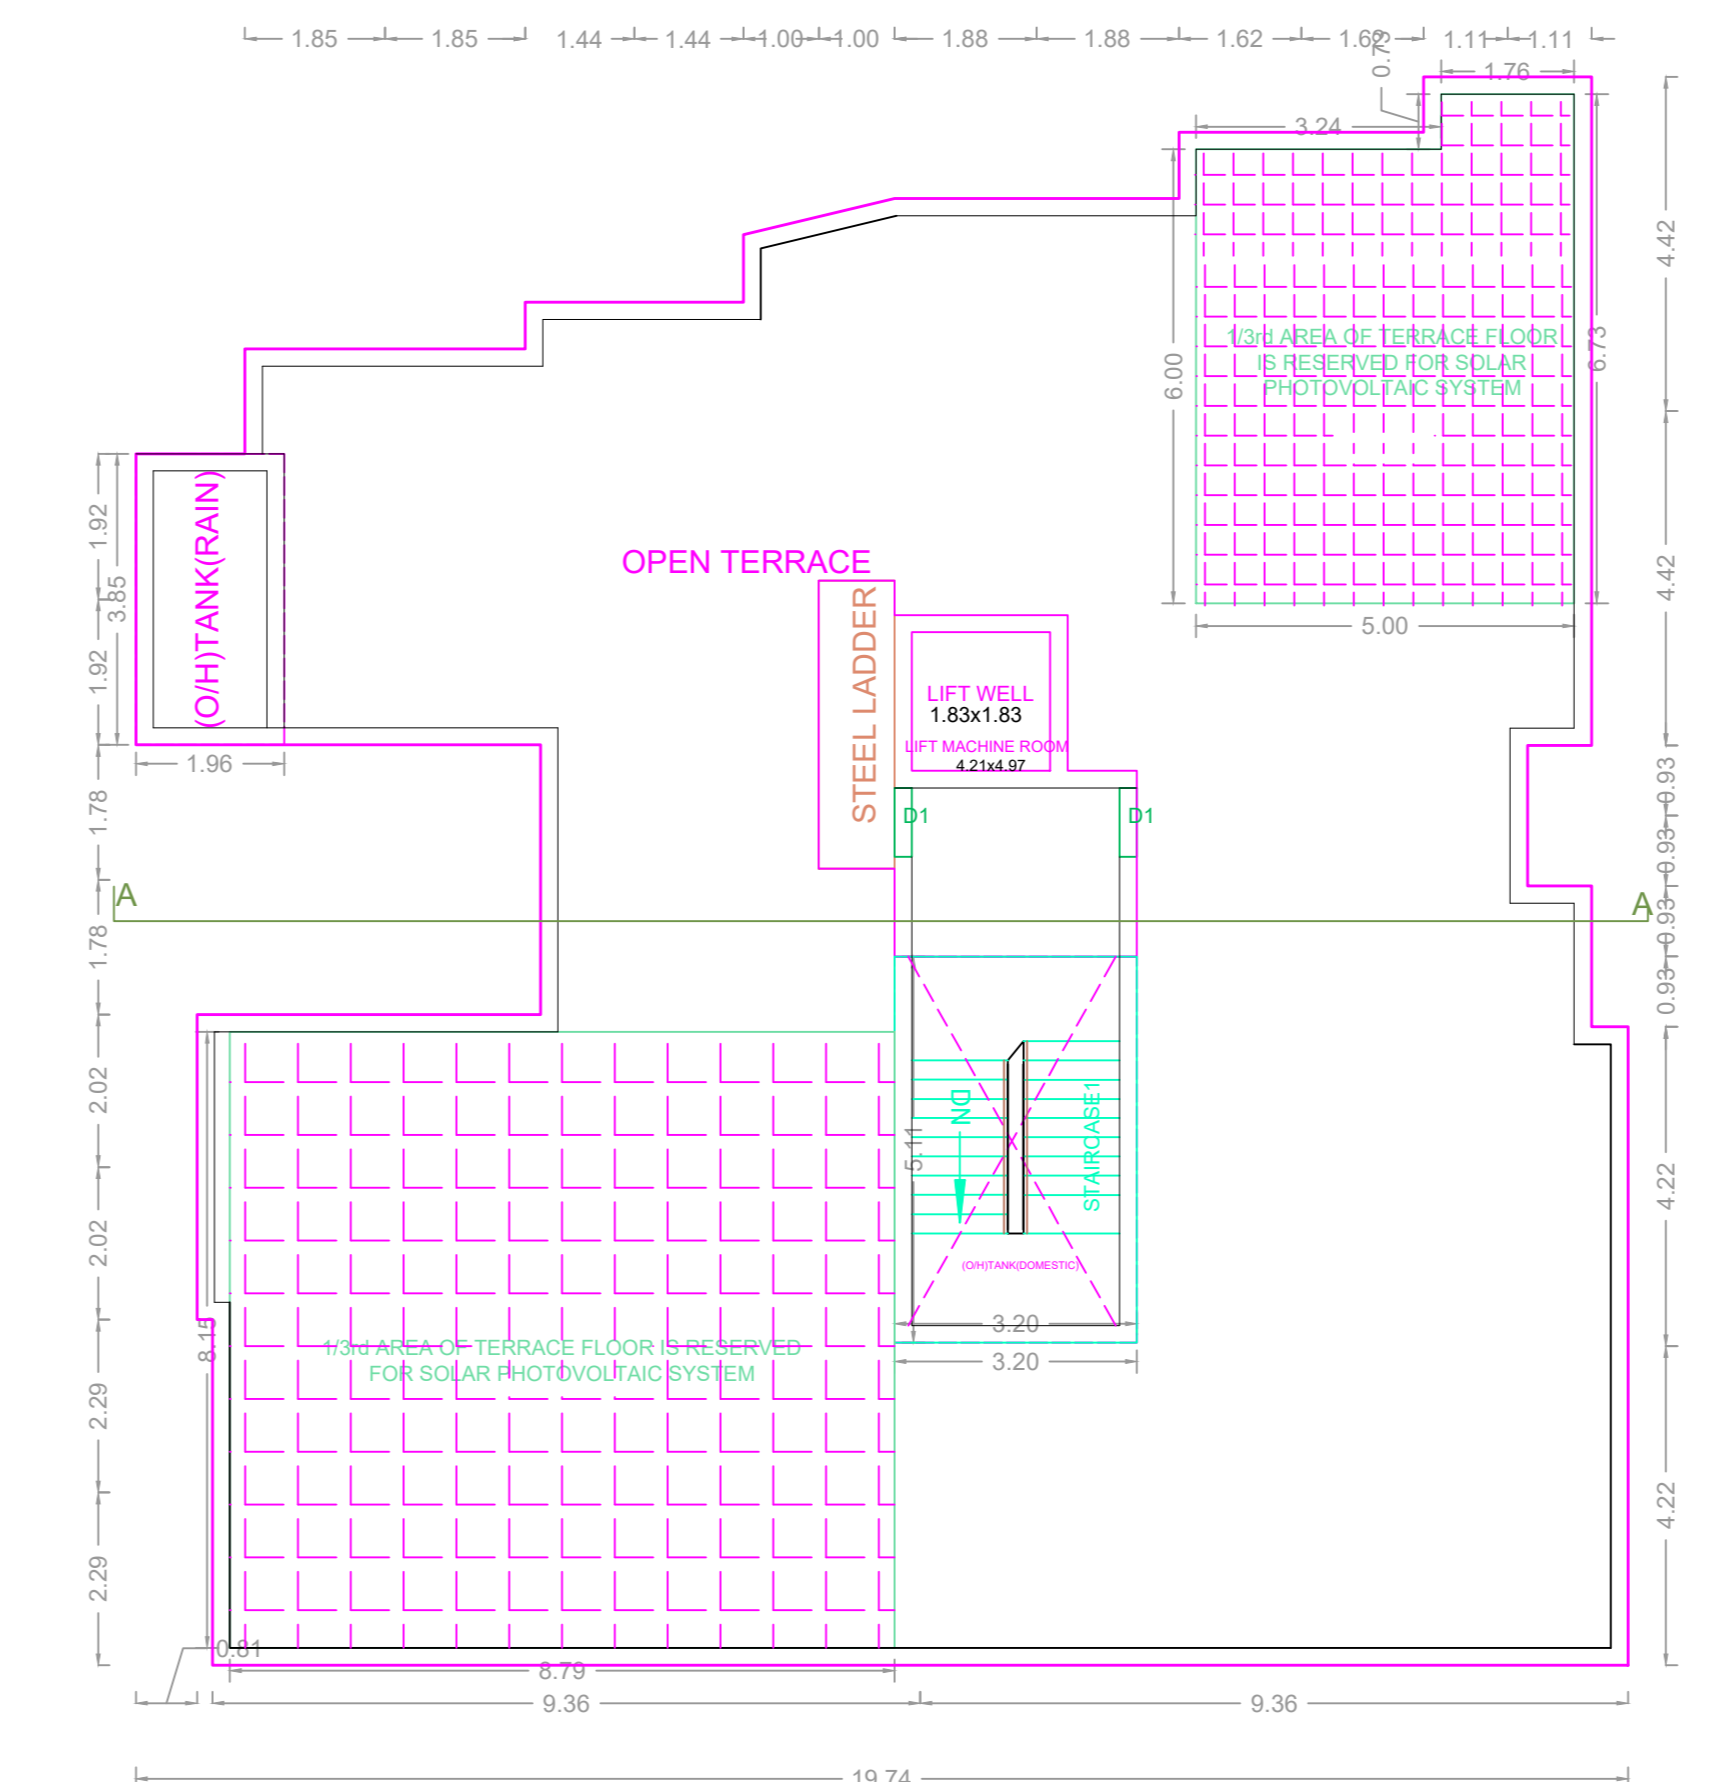 1.85
1.85
1.44
1.44
1.00
1.00
1.88
1.88
1.62
1.62
1.11
1.11
0.73
1.76
3.24
4.42
6.00
6.73
1/3rd AREA OF TERRACE FLOOR
IS RESERVED FOR SOLAR
PHOTOVOLTAIC SYSTEM
4.42
5.00
(O/H)TANK(RAIN)
1.92
3.85
1.92
1.96
OPEN TERRACE
STEEL LADDER
LIFT WELL
1.83x1.83
LIFT MACHINE ROOM
4.21x4.97
D1
D1
1.78
1.78
0.93
0.93
0.93
0.93
A
A
DN
STAIRCASE1
5.11
(O/H)TANK(DOMESTIC)
3.20
3.20
2.02
2.02
2.29
2.29
4.22
4.22
8.15
1/3rd AREA OF TERRACE FLOOR IS RESERVED
FOR SOLAR PHOTOVOLTAIC SYSTEM
0.81
8.79
9.36
9.36
19.74